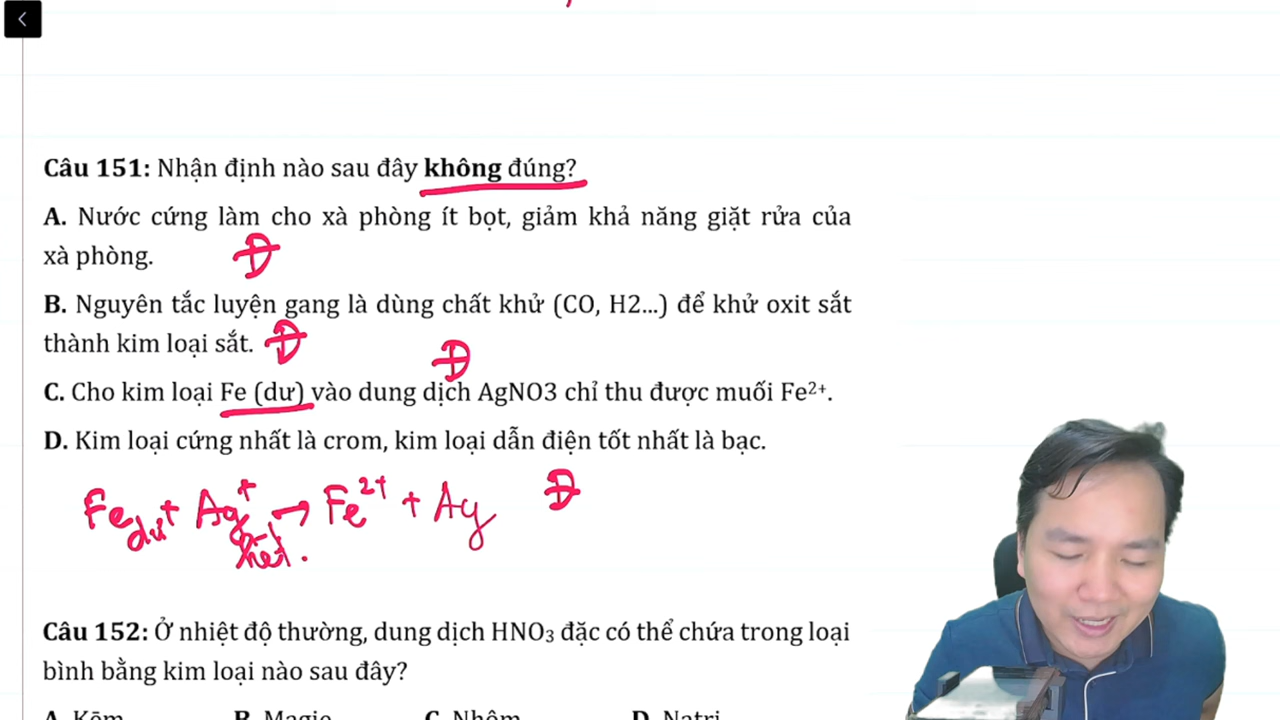 Câu 151: Nhận định nào sau đây không đúng?
A. Nước cứng làm cho xà phòng ít bọt, giảm khả năng giặt rửa của
xà phòng.
Đ
B. Nguyên tắc luyện gang là dùng chất khử (CO, H2...) để khử oxit sắt
thành kim loại sắt.
Đ
Đ
C. Cho kim loại Fe (dư) vào dung dịch AgNO3 chỉ thu được muối Fe²⁺.
D. Kim loại cứng nhất là crom, kim loại dẫn điện tốt nhất là bạc.
Đ
Fe dư + Ag⁺ hết. → Fe²⁺ + Ag
Câu 152: Ở nhiệt độ thường, dung dịch HNO₃ đặc có thể chứa trong loại
bình bằng kim loại nào sau đây?
A. Kẽm B. Magie C. Nhôm D. Natri